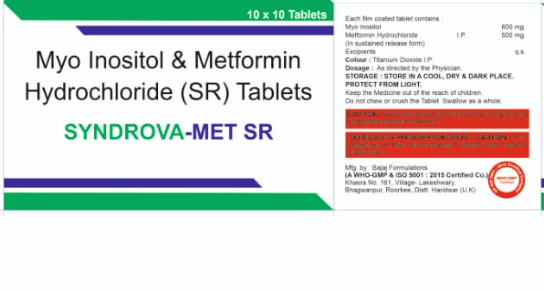 10 x 10 Tablets
Myo Inositol & Metformin
Hydrochloride (SR) Tablets
SYNDROVA-MET SR
Each film coated tablet contains :
Myo Inositol 600 mg.
Metformin Hydrochloride I.P. 500 mg.
(In sustained release form)
Excipients q.s.
Colour : Titanium Dioxide I.P.
Dosage : As directed by the Physician.
STORAGE : STORE IN A COOL, DRY & DARK PLACE.
PROTECT FROM LIGHT.
Keep the Medicine out of the reach of children.
Do not chew or crush the Tablet. Swallow as a whole.
CAUTION
Mfg. by : Bajaj Formulations
(A WHO-GMP & ISO 9001 : 2015 Certified Co.)
Khasra No. 161, Village- Lakeshwary,
Bhagwanpur, Roorkee, Distt. Haridwar (U.K)
WHO-GMP
Certified